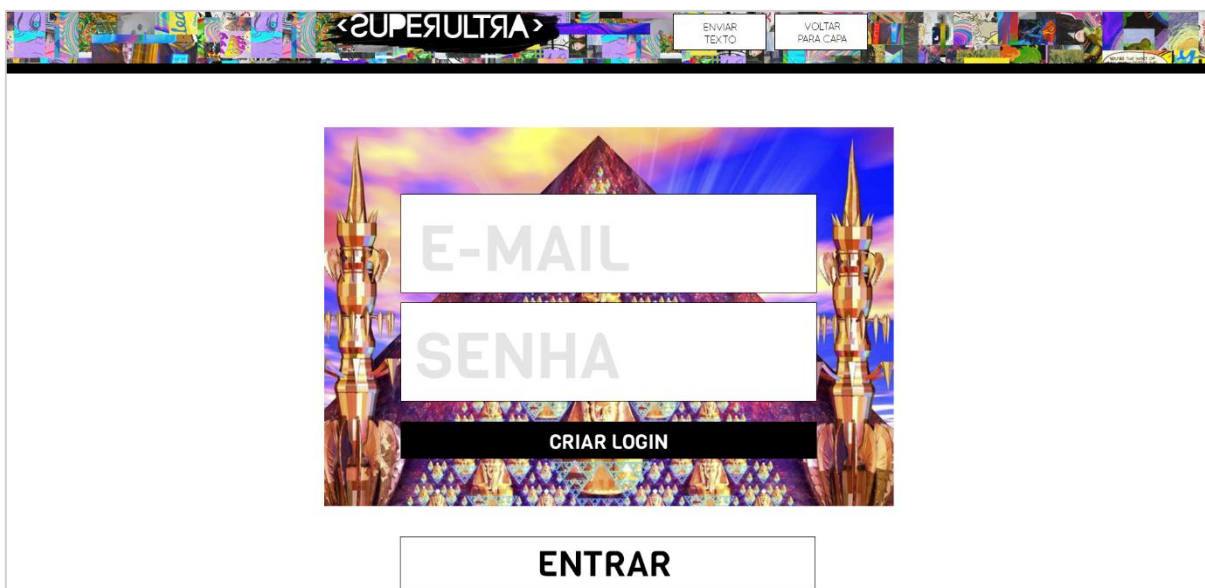 <SUPERULTRA>
ENVIAR
TEXTO
VOLTAR
PARA CAPA
E-MAIL
SENHA
CRIAR LOGIN
ENTRAR